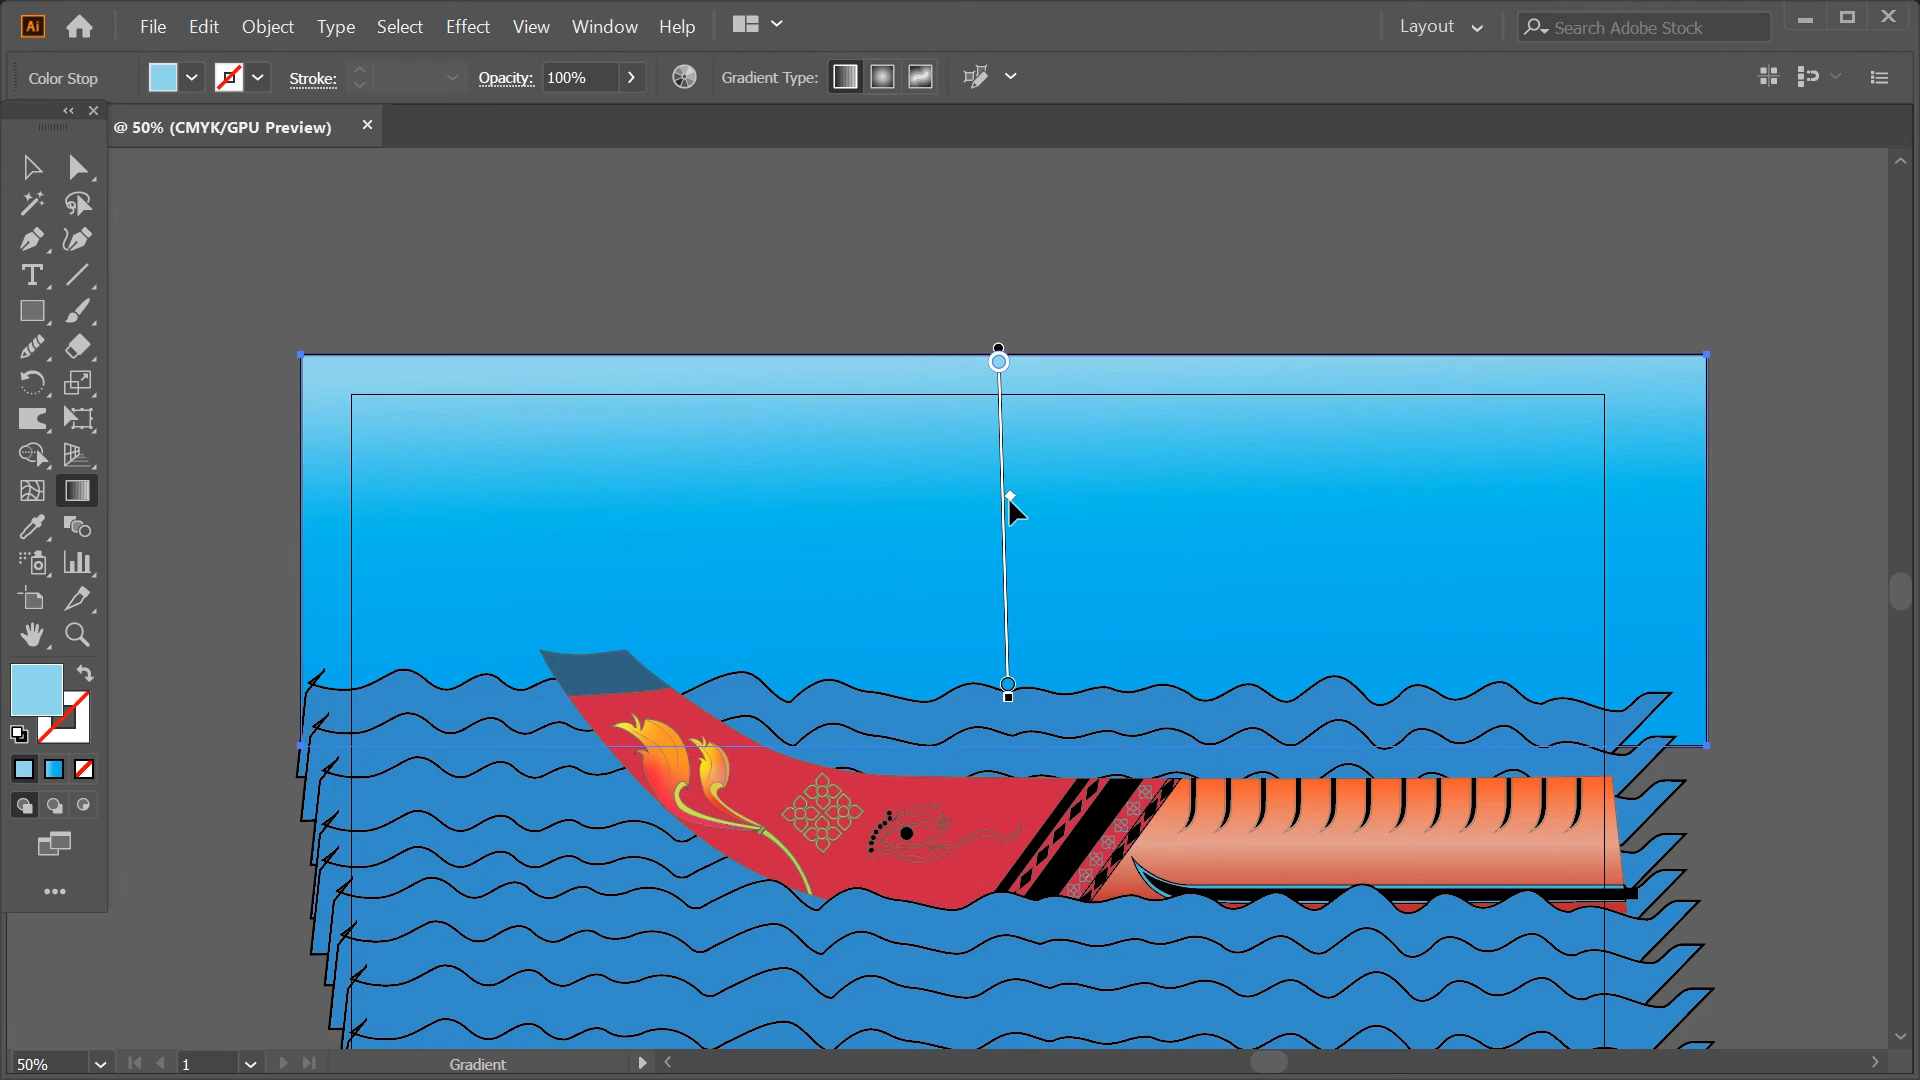 Ai File Edit Object Type Select Effect View Window Help Layout Search Adobe Stock
Color Stop Stroke: Opacity: 100% Gradient Type:
@ 50% (CMYK/GPU Preview)
T
50% 1 Gradient